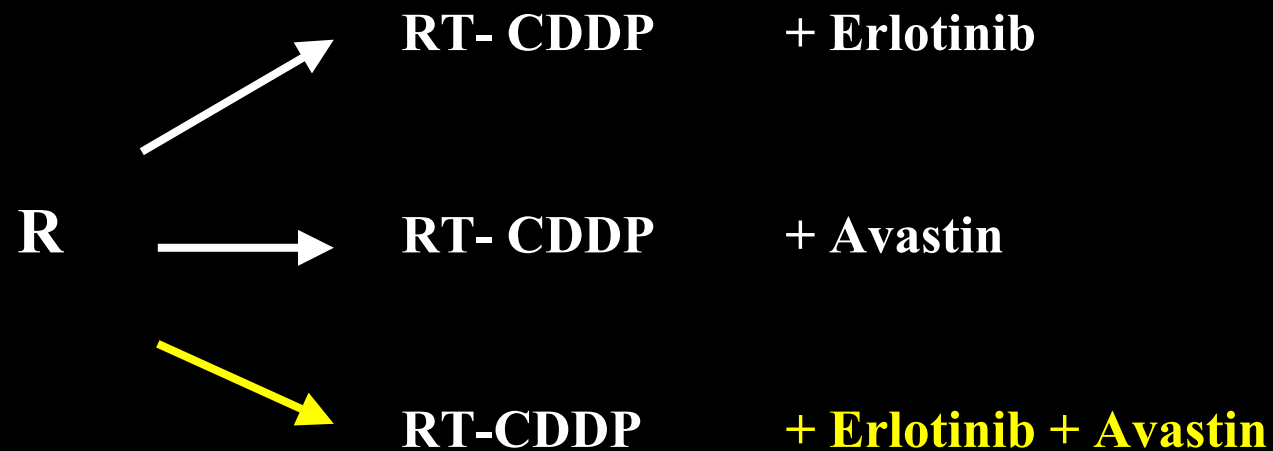 RT- CDDP + Erlotinib
R RT- CDDP + Avastin
RT-CDDP + Erlotinib + Avastin